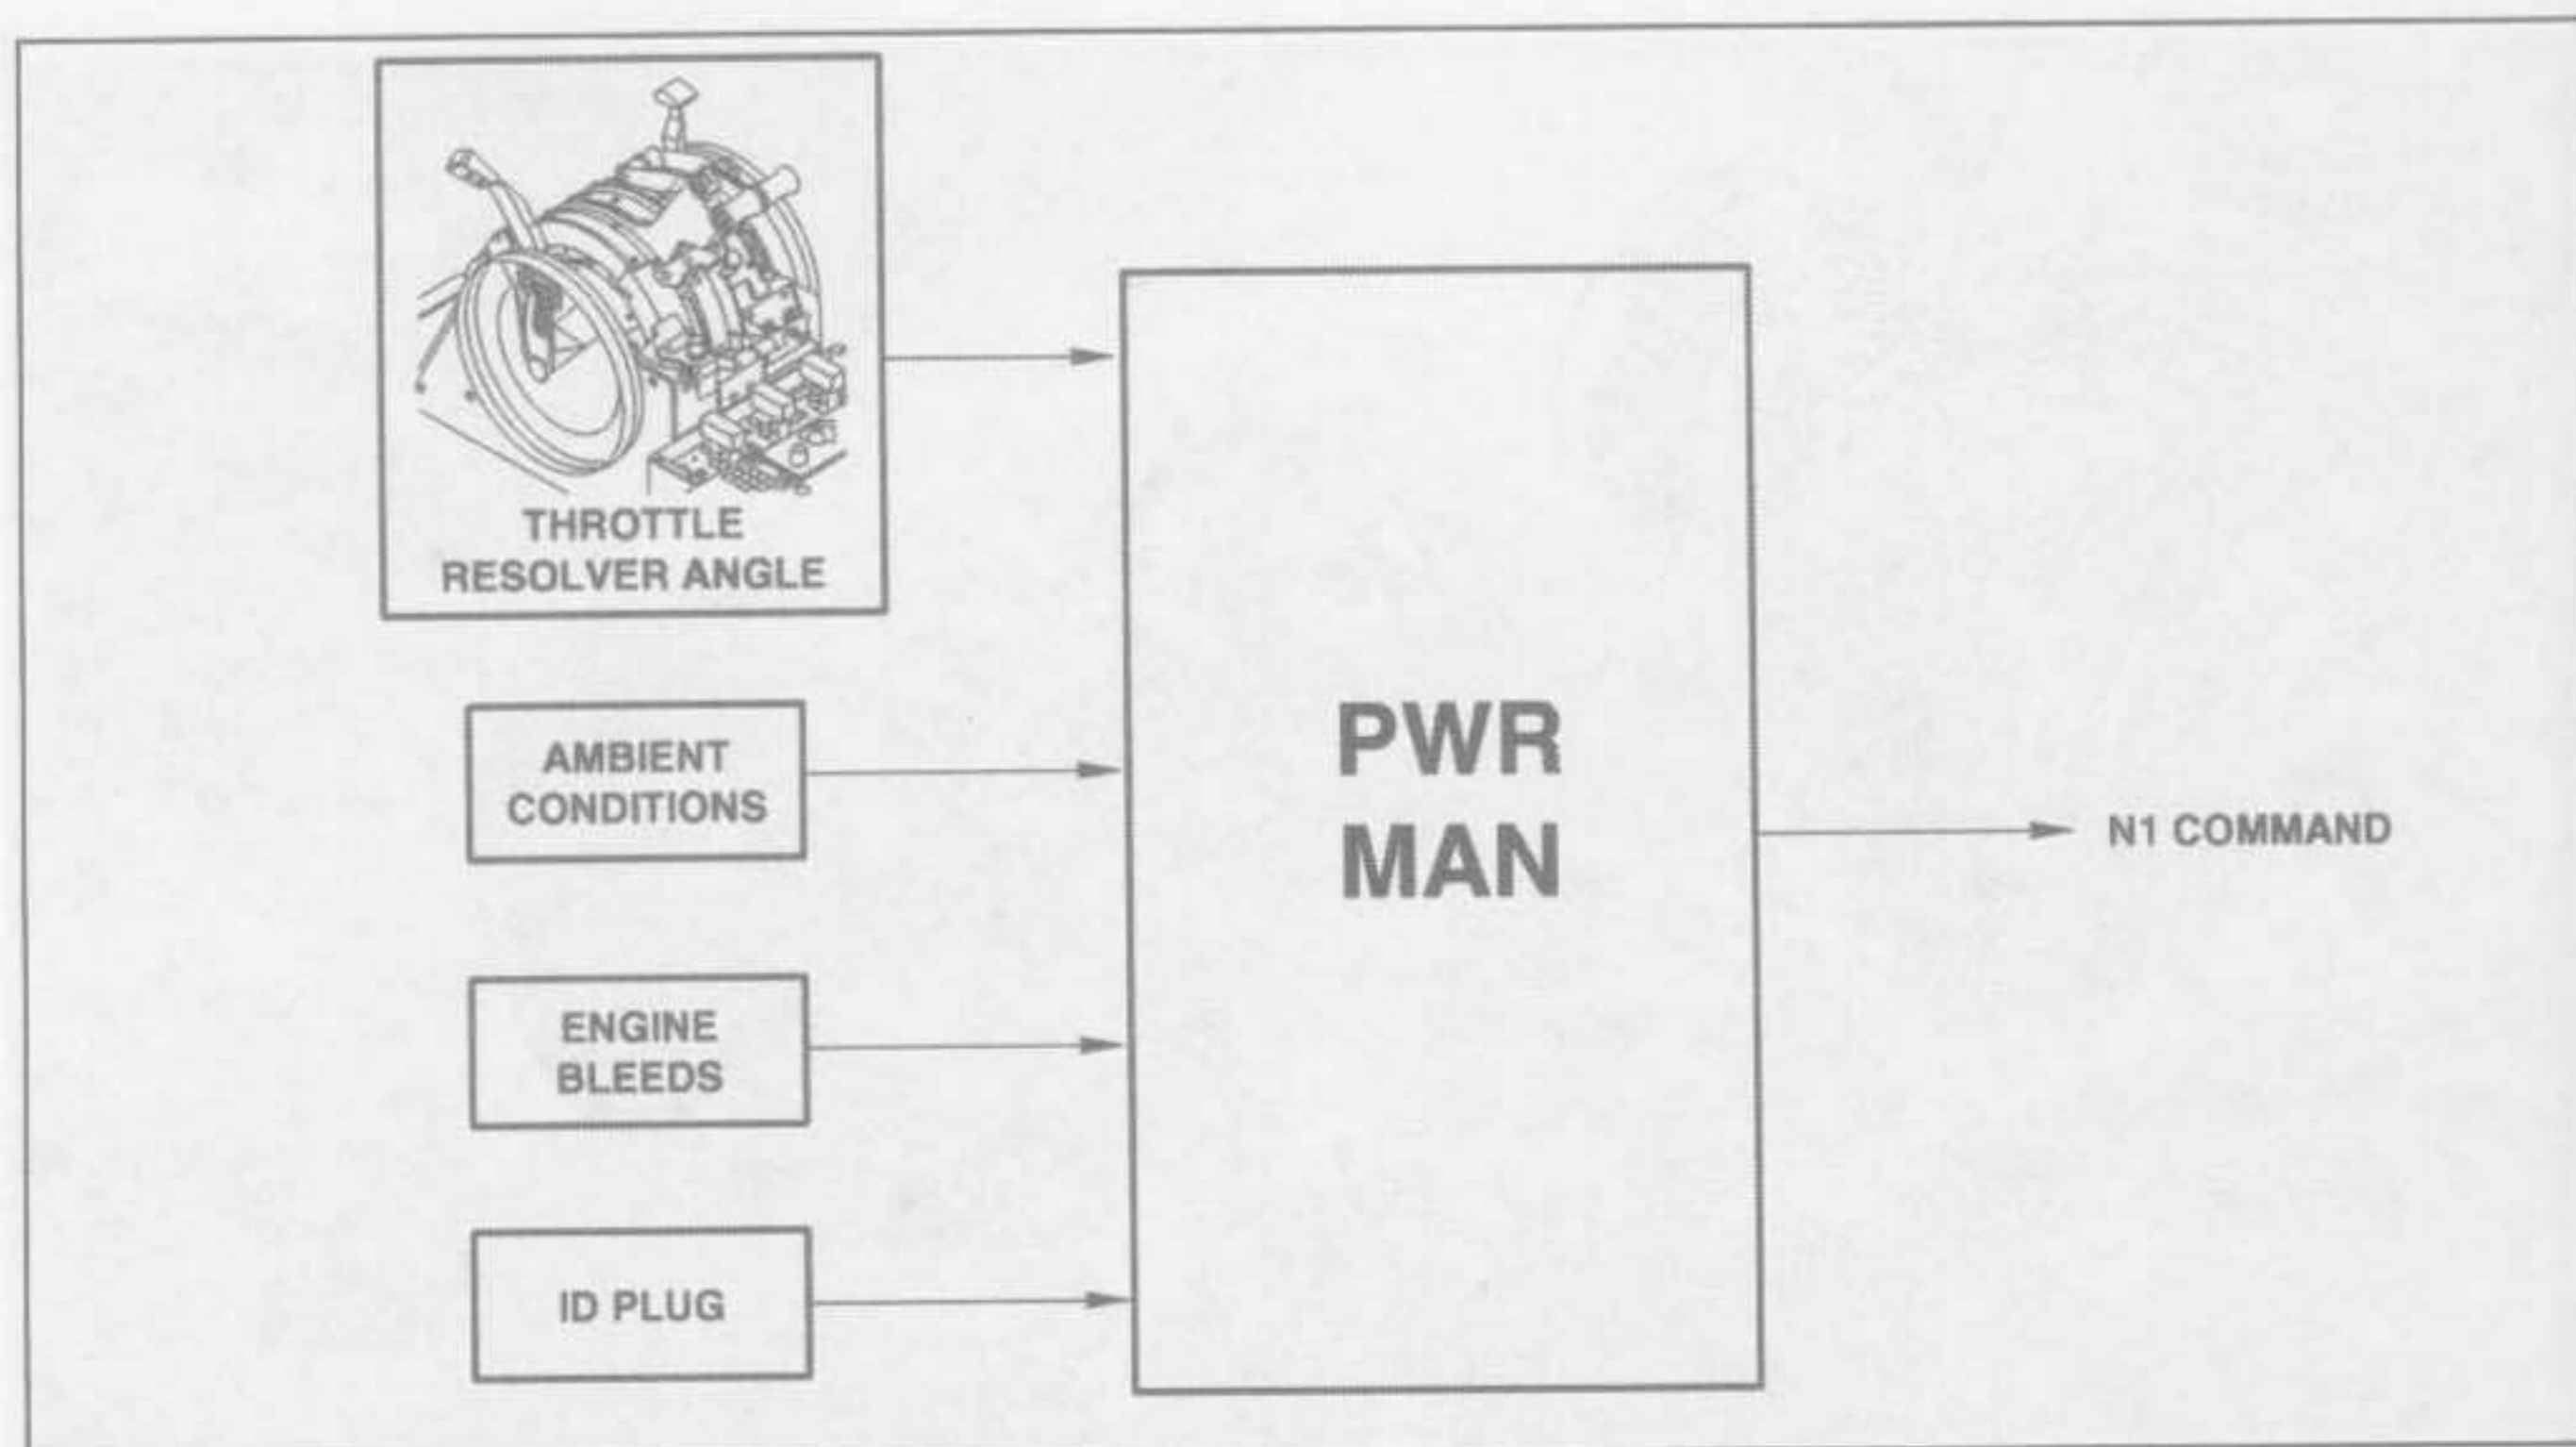 THROTTLE
RESOLVER ANGLE
AMBIENT
CONDITIONS
ENGINE
BLEEDS
ID PLUG
PWR
MAN
N1 COMMAND